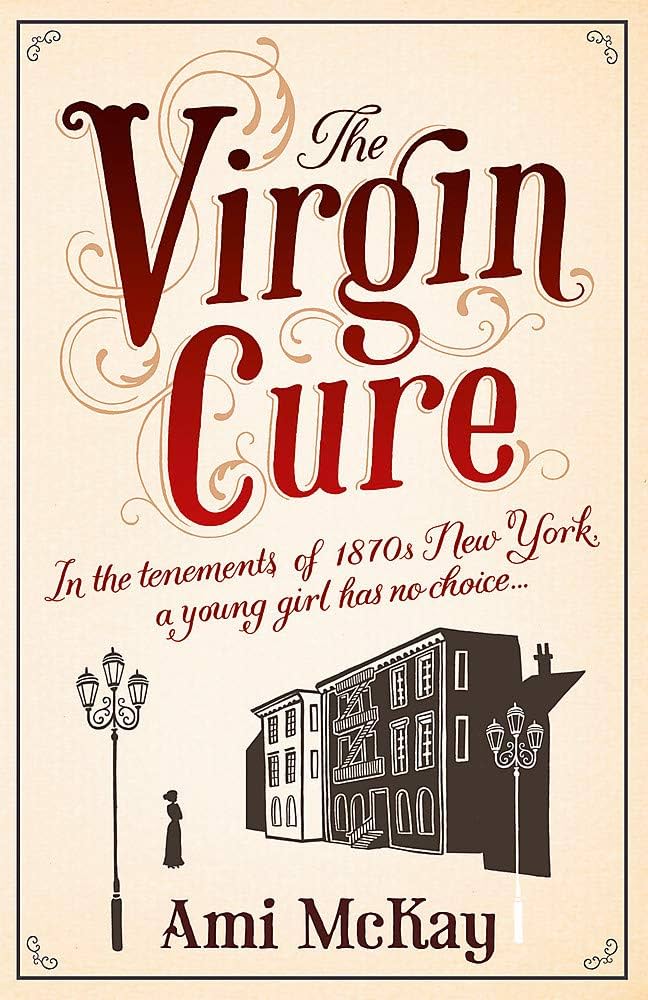 The
Virgin
Cure
In the tenements of 1870s New York,
a young girl has no choice...
Ami McKay